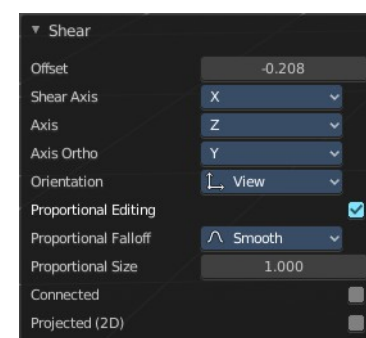 Shear
Offset -0.208
Shear Axis X
Axis Z
Axis Ortho Y
Orientation View
Proportional Editing
Proportional Falloff Smooth
Proportional Size 1.000
Connected
Projected (2D)